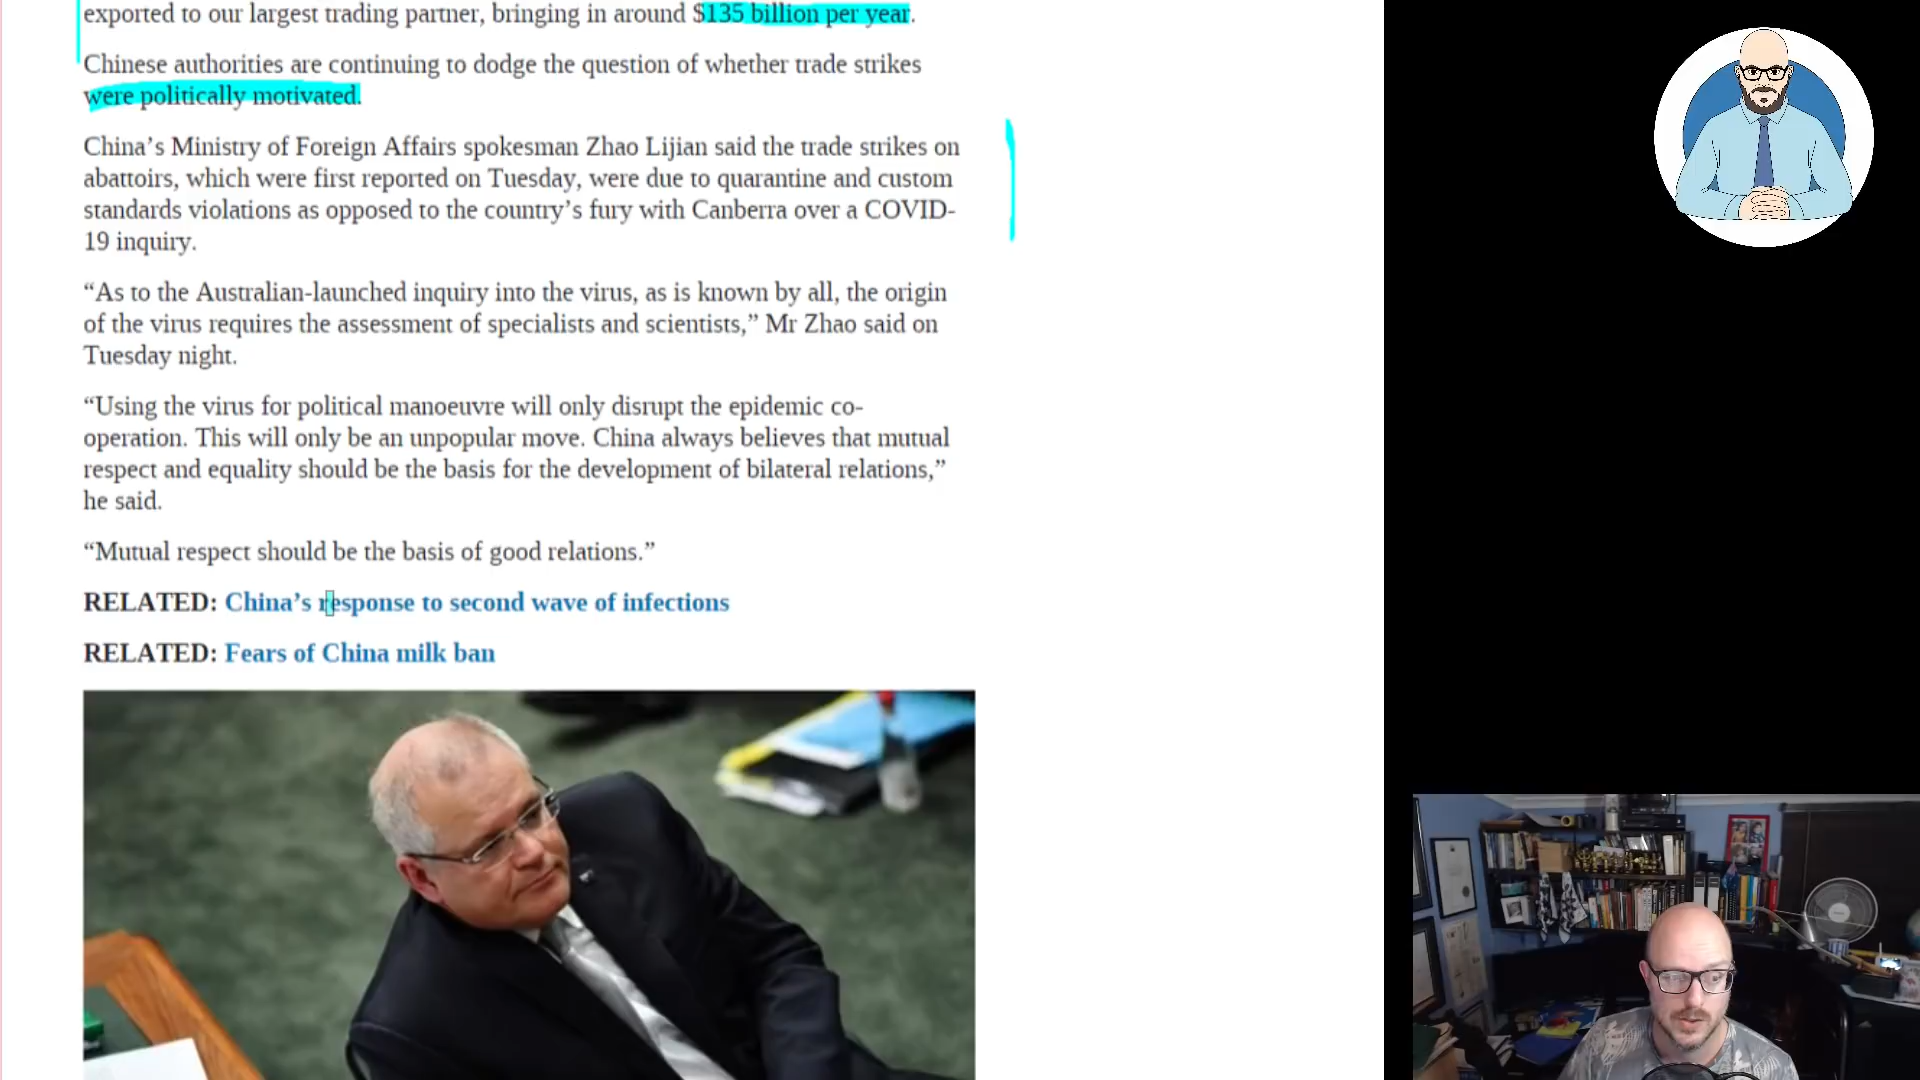 exported to our largest trading partner, bringing in around $135 billion per year.
Chinese authorities are continuing to dodge the question of whether trade strikes
were politically motivated.
China’s Ministry of Foreign Affairs spokesman Zhao Lijian said the trade strikes on
abattoirs, which were first reported on Tuesday, were due to quarantine and custom
standards violations as opposed to the country’s fury with Canberra over a COVID-
19 inquiry.
“As to the Australian-launched inquiry into the virus, as is known by all, the origin
of the virus requires the assessment of specialists and scientists,” Mr Zhao said on
Tuesday night.
“Using the virus for political manoeuvre will only disrupt the epidemic co-
operation. This will only be an unpopular move. China always believes that mutual
respect and equality should be the basis for the development of bilateral relations,”
he said.
“Mutual respect should be the basis of good relations.”
RELATED: China’s response to second wave of infections
RELATED: Fears of China milk ban